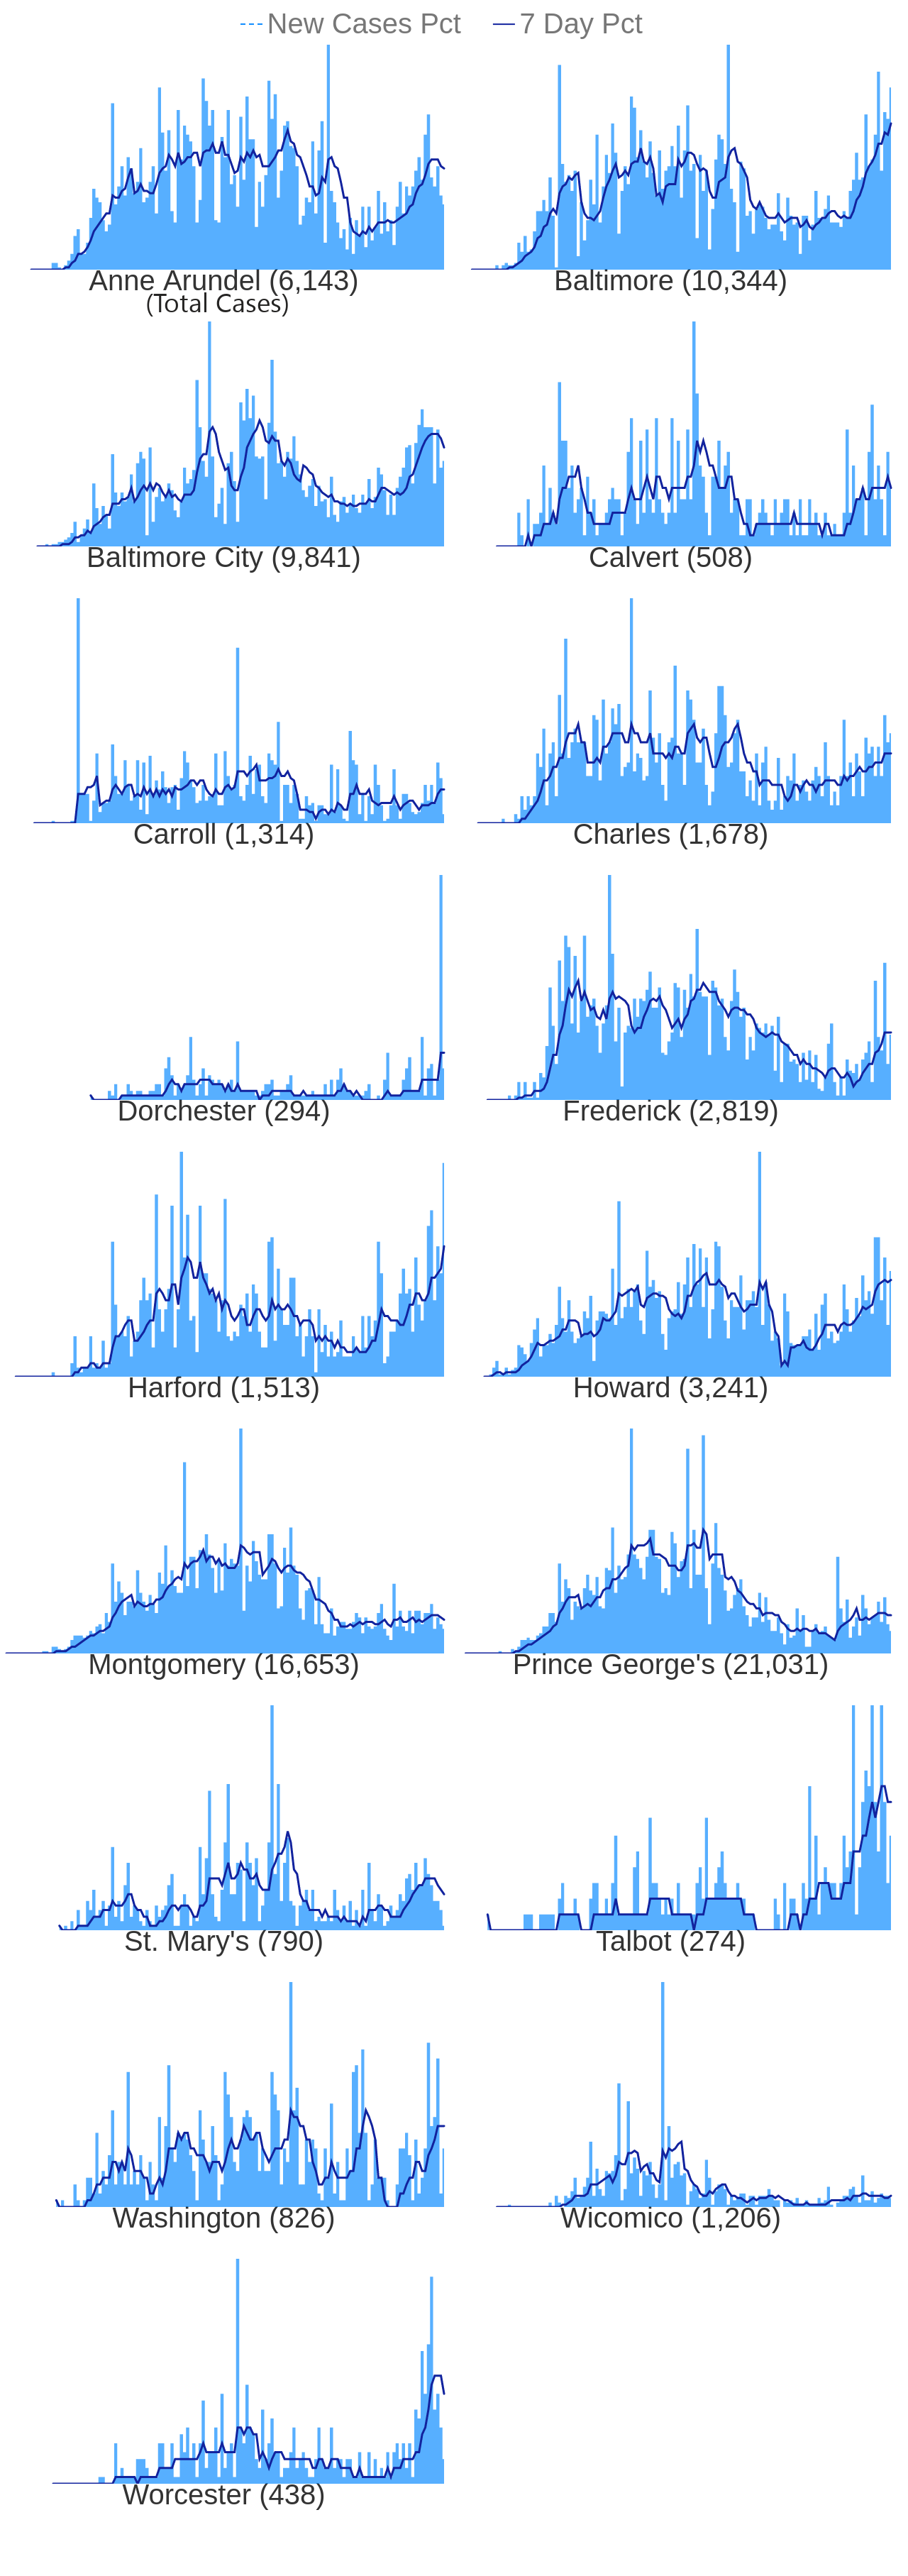 New Cases Pct 7 Day Pct
Anne Arundel (6,143)
(Total Cases)
Baltimore (10,344)
Baltimore City (9,841)
Calvert (508)
Carroll (1,314)
Charles (1,678)
Dorchester (294)
Frederick (2,819)
Harford (1,513)
Howard (3,241)
Montgomery (16,653)
Prince George's (21,031)
St. Mary's (790)
Talbot (274)
Washington (826)
Wicomico (1,206)
Worcester (438)